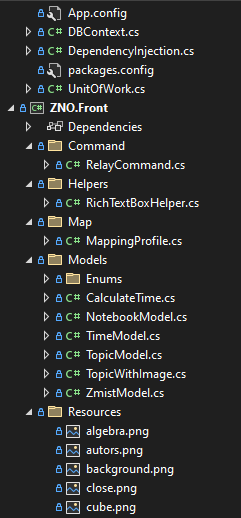 App.config
C# DBContext.cs
C# DependencyInjection.cs
packages.config
C# UnitOfWork.cs
C# ZNO.Front
Dependencies
Command
C# RelayCommand.cs
Helpers
C# RichTextBoxHelper.cs
Map
C# MappingProfile.cs
Models
Enums
C# CalculateTime.cs
C# NotebookModel.cs
C# TimeModel.cs
C# TopicModel.cs
C# TopicWithImage.cs
C# ZmistModel.cs
Resources
algebra.png
autors.png
background.png
close.png
cube.png